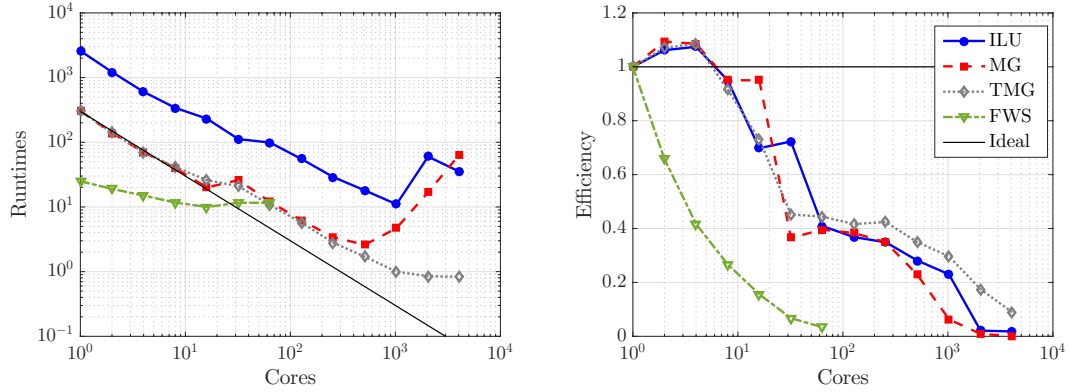 10^4
10^3
10^2
10^1
10^0
10^-1
Runtimes
10^0 10^1 10^2 10^3 10^4
Cores
1.2
1
0.8
0.6
0.4
0.2
0
Efficiency
10^0 10^1 10^2 10^3 10^4
Cores
ILU
MG
TMG
FWS
Ideal